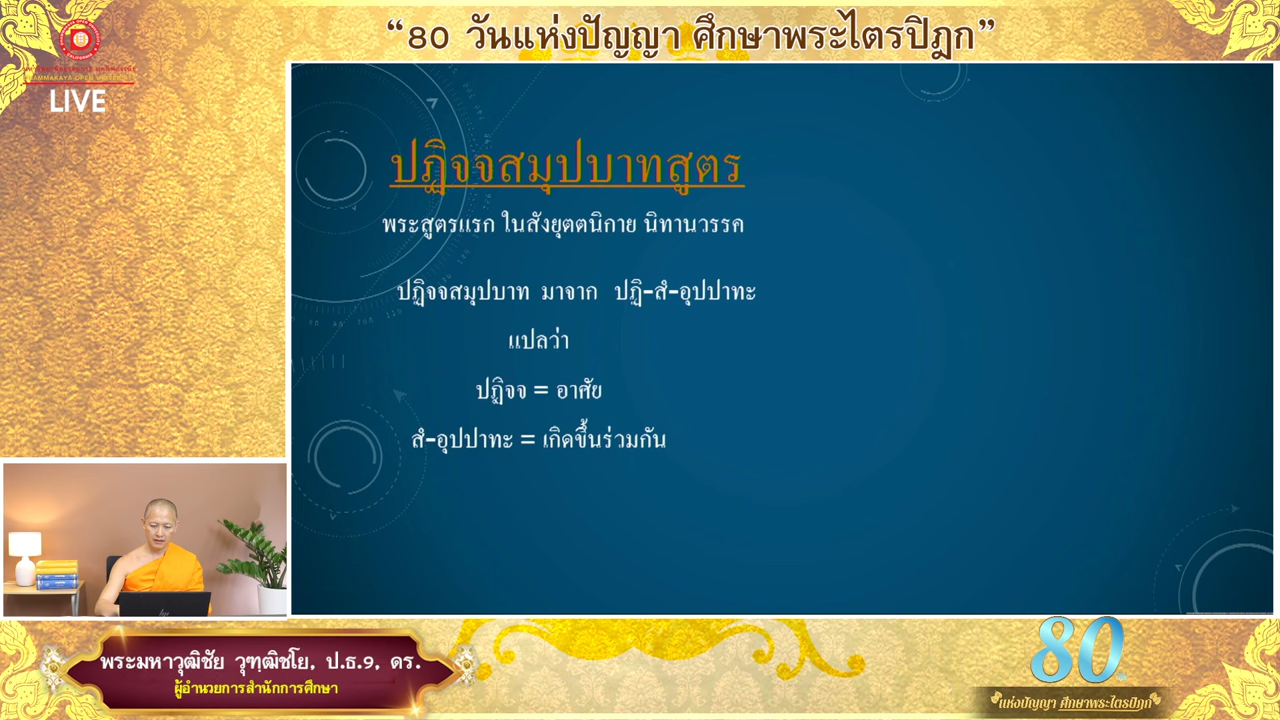 “80 วันแห่งปัญญา ศึกษาพระไตรปิฎก”
LIVE
ปฏิจจสมุปบาทสูตร
พระสูตรแรก ในสังยุตตนิกาย นิทานวรรค
ปฏิจจสมุปบาท มาจาก ปฏิ-สํ-อุปปาทะ
แปลว่า
ปฏิจจ = อาศัย
สํ-อุปปาทะ = เกิดขึ้นร่วมกัน
พระมหาวุฒิชัย วุฑฺฒิชโย, ป.ธ.๙, ดร.
ผู้อำนวยการสำนักการศึกษา
80
แห่งปัญญา ศึกษาพระไตรปิฎก